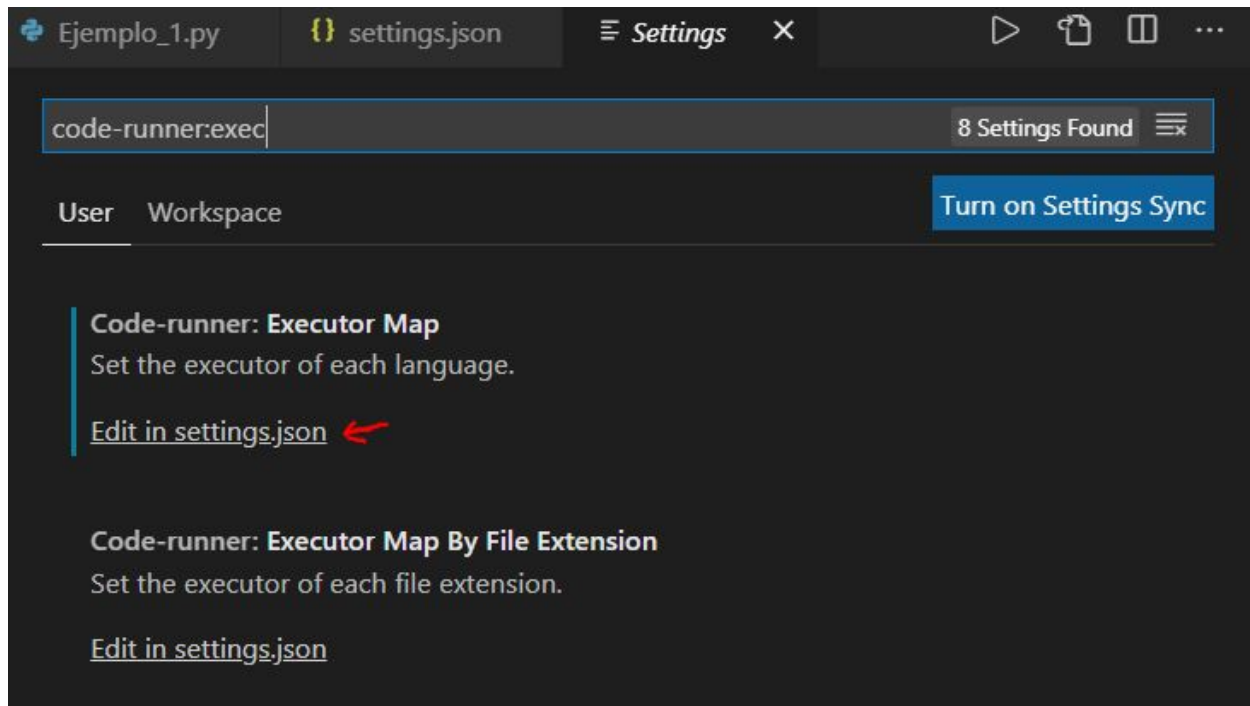 Ejemplo_1.py {} settings.json Settings
code-runner:exec 8 Settings Found
User Workspace Turn on Settings Sync
Code-runner: Executor Map
Set the executor of each language.
Edit in settings.json
Code-runner: Executor Map By File Extension
Set the executor of each file extension.
Edit in settings.json